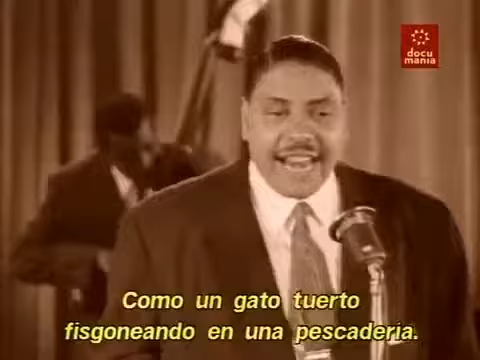 docu
mania
Como un gato tuerto
fisgoneando en una pescadería.